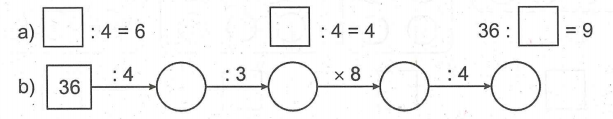 a) : 4 = 6 : 4 = 4 36 : = 9
b) 36 : 4 : 3 × 8 : 4